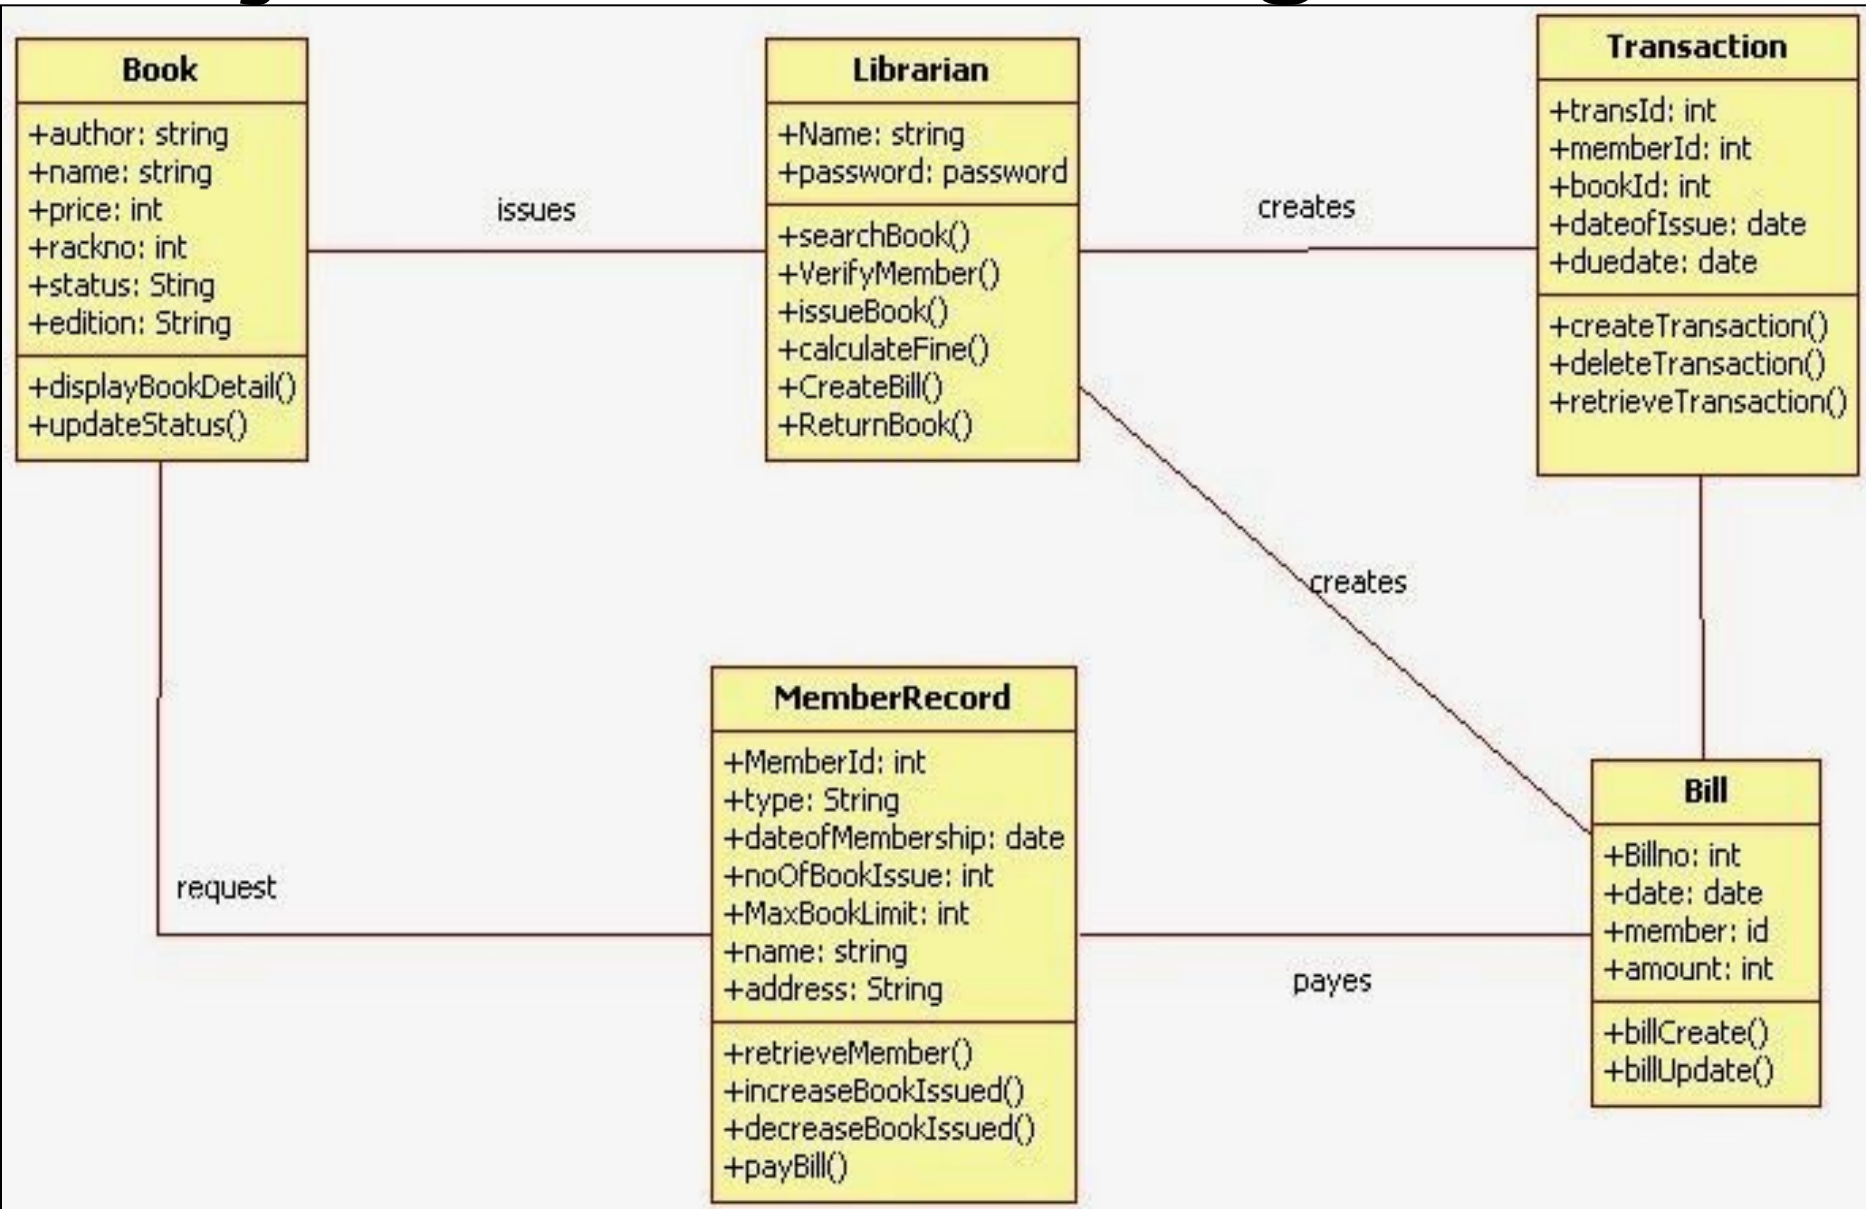 Book
+author: string
+name: string
+price: int
+rackno: int
+status: Sting
+edition: String
+displayBookDetail()
+updateStatus()
issues
Librarian
+Name: string
+password: password
+searchBook()
+VerifyMember()
+issueBook()
+calculateFine()
+CreateBill()
+ReturnBook()
creates
Transaction
+transId: int
+memberId: int
+bookId: int
+dateofIssue: date
+duedate: date
+createTransaction()
+deleteTransaction()
+retrieveTransaction()
creates
request
MemberRecord
+MemberId: int
+type: String
+dateofMembership: date
+noOfBookIssue: int
+MaxBookLimit: int
+name: string
+address: String
+retrieveMember()
+increaseBookIssued()
+decreaseBookIssued()
+payBill()
payes
Bill
+Billno: int
+date: date
+member: id
+amount: int
+billCreate()
+billUpdate()